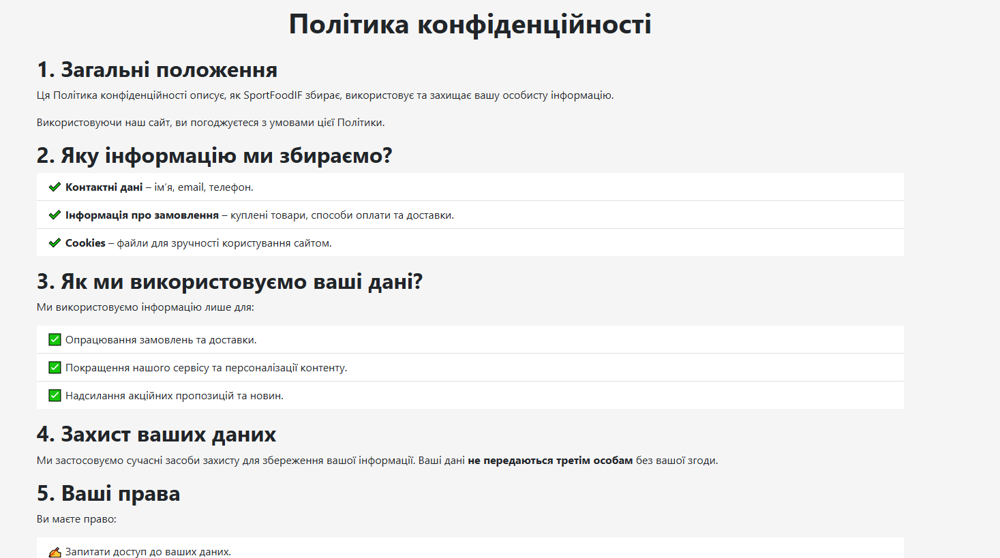 Політика конфіденційності
1. Загальні положення
Ця Політика конфіденційності описує, як SportFoodIF збирає, використовує та захищає вашу особисту інформацію.
Використовуючи наш сайт, ви погоджуєтеся з умовами цієї Політики.
2. Яку інформацію ми збираємо?
✔ Контактні дані – ім’я, email, телефон.
✔ Інформація про замовлення – куплені товари, способи оплати та доставки.
✔ Cookies – файли для зручності користування сайтом.
3. Як ми використовуємо ваші дані?
Ми використовуємо інформацію лише для:
✅ Опрацювання замовлень та доставки.
✅ Покращення нашого сервісу та персоналізації контенту.
✅ Надсилання акційних пропозицій та новин.
4. Захист ваших даних
Ми застосовуємо сучасні засоби захисту для збереження вашої інформації. Ваші дані не передаються третім особам без вашої згоди.
5. Ваші права
Ви маєте право:
✍ Запитати доступ до ваших даних.